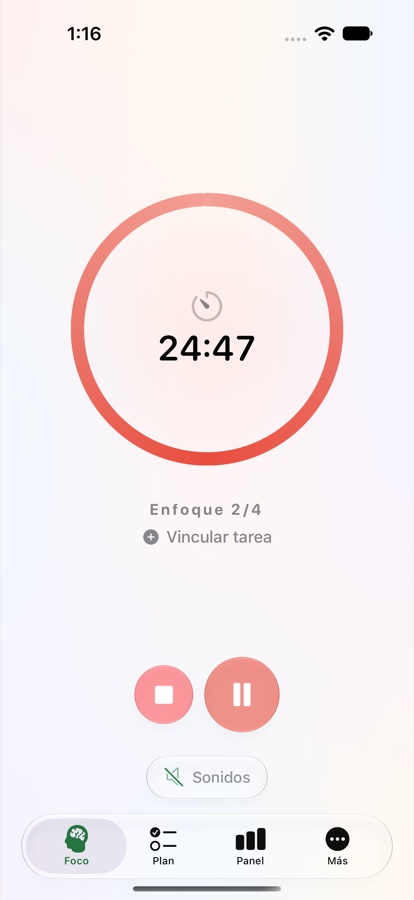 1:16
24:47
Enfoque 2/4
Vincular tarea
Sonidos
Foco
Plan
Panel
Más